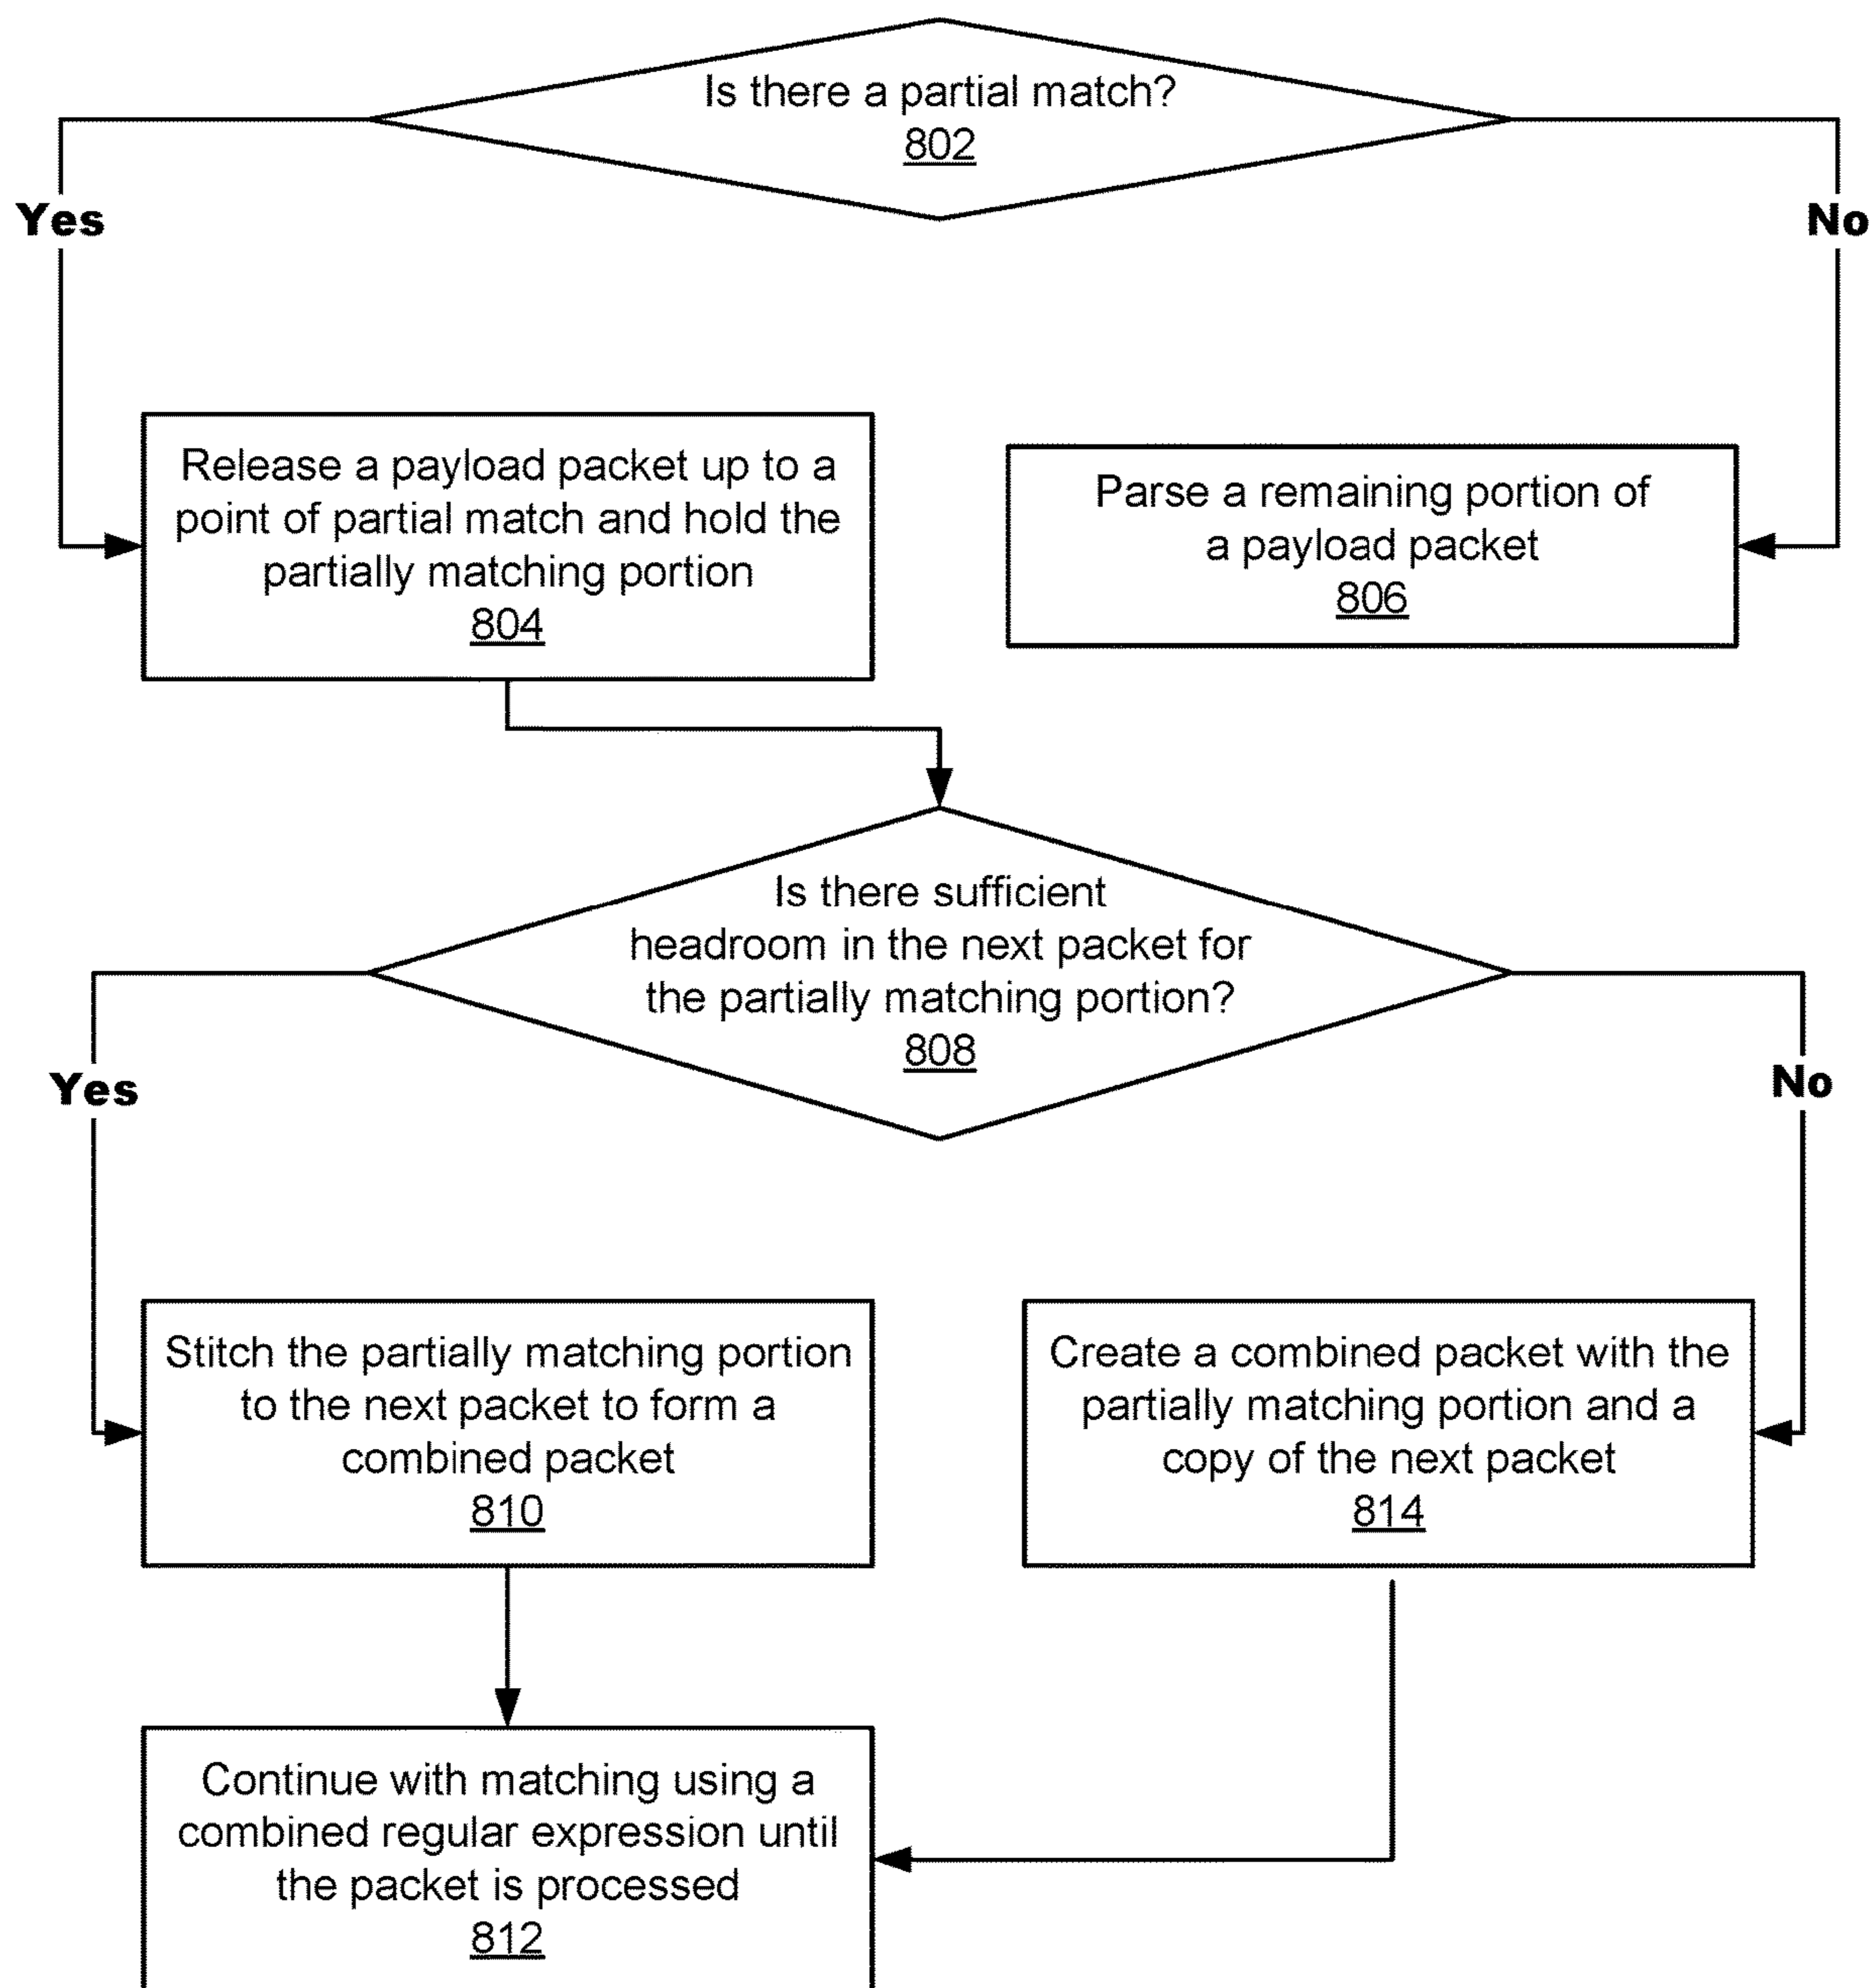 Is there a partial match?
802
Yes
No
Release a payload packet up to a
point of partial match and hold the
partially matching portion
804
Parse a remaining portion of
a payload packet
806
Is there sufficient
headroom in the next packet for
the partially matching portion?
808
Yes
No
Stitch the partially matching portion
to the next packet to form a
combined packet
810
Create a combined packet with the
partially matching portion and a
copy of the next packet
814
Continue with matching using a
combined regular expression until
the packet is processed
812